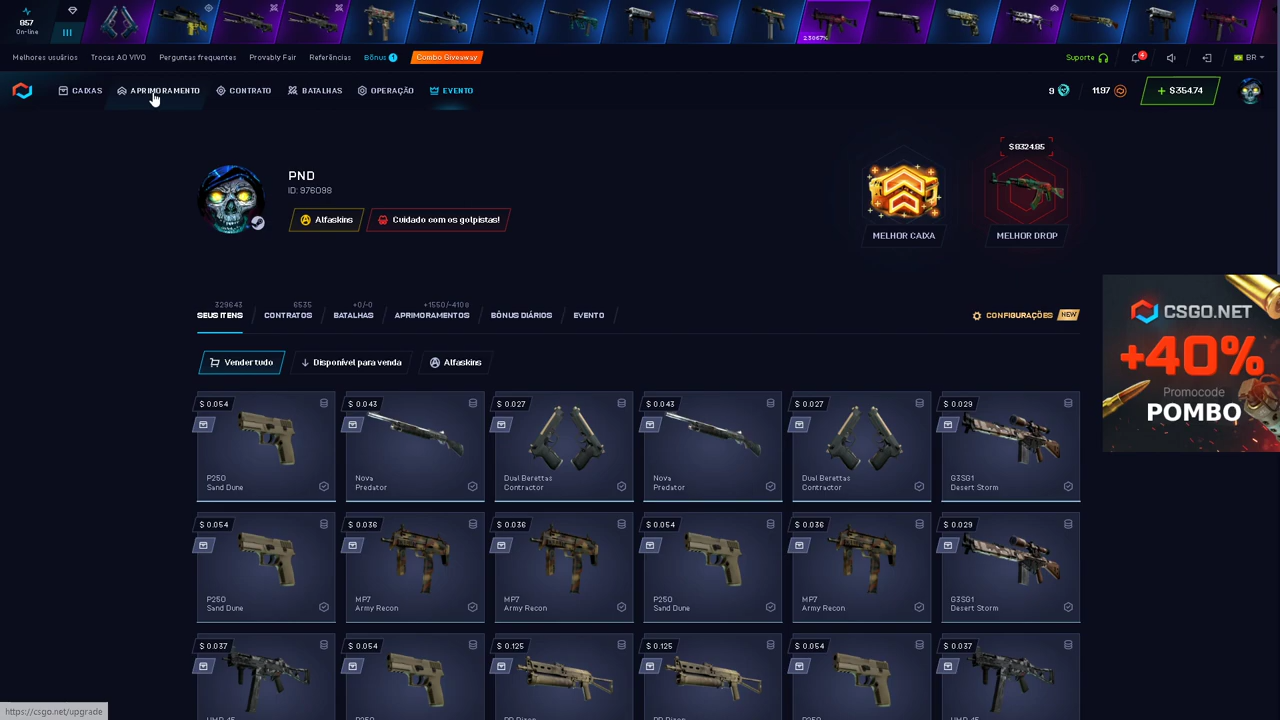 857
On-line
2.3067%
Melhores usuários
Trocas AO VIVO
Perguntas frequentes
Provably Fair
Referências
Bônus 1
Combo Giveaway
Suporte
4
BR
CAIXAS
APRIMORAMENTO
CONTRATO
BATALHAS
OPERAÇÃO
EVENTO
9
11.97
+ $354.74
PND
ID: 976098
Alfaskins
Cuidado com os golpistas!
MELHOR CAIXA
$8324.85
MELHOR DROP
329643
SEUS ITENS
6535
CONTRATOS
+0/-0
BATALHAS
APRIMORAMENTOS
BÔNUS DIÁRIOS
EVENTO
CONFIGURAÇÕES NEW
Vender tudo
Disponível para venda
Alfaskins
$ 0.054
P250
Sand Dune
$ 0.043
Nova
Predator
$ 0.027
Dual Berettas
Contractor
$ 0.043
Nova
Predator
$ 0.027
Dual Berettas
Contractor
$ 0.029
G3SG1
Desert Storm
$ 0.054
P250
Sand Dune
$ 0.036
MP7
Army Recon
$ 0.036
MP7
Army Recon
$ 0.054
P250
Sand Dune
$ 0.036
MP7
Army Recon
$ 0.029
G3SG1
Desert Storm
$ 0.037
$ 0.054
$ 0.125
$ 0.125
$ 0.054
$ 0.037
CSGO.NET
+40%
Promocode
POMBO
https://csgo.net/upgrade